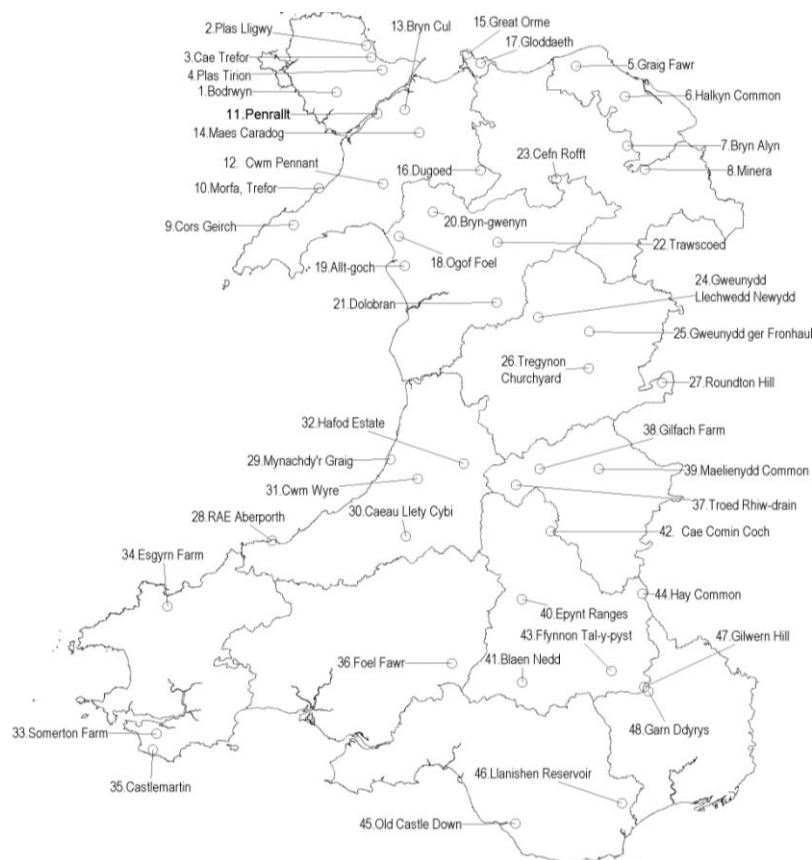 13.Bryn Cul
15.Great Orme
2.Plas Lligwy
17.Gloddaeth
3.Cae Trefor
5.Graig Fawr
4.Plas Tirion
1.Bodrwyn
6.Halkyn Common
11.Penrallt
14.Maes Caradog
7.Bryn Alyn
12. Cwm Pennant
16.Dugoed
23.Cefn Rofft
8.Minera
10.Morfa, Trefor
9.Cors Geirch
20.Bryn-gwenyn
22.Trawscoed
18.Ogof Foel
19.Allt-goch
24.Gweunydd
Llechwedd Newydd
21.Dolobran
25.Gweunydd ger Fronhaul
26.Tregynon
Churchyard
27.Roundton Hill
32.Hafod Estate
38.Gilfach Farm
29.Mynachdy'r Graig
39.Maelienydd Common
31.Cwm Wyre
37.Troed Rhiw-drain
30.Caeau Llety Cybi
28.RAE Aberporth
42. Cae Comin Coch
34.Esgyrn Farm
44.Hay Common
40.Epynt Ranges
47.Gilwern Hill
43.Ffynnon Tal-y-pyst
36.Foel Fawr
41.Blaen Nedd
48.Garn Ddyrys
33.Somerton Farm
46.Llanishen Reservoir
35.Castlemartin
45.Old Castle Down